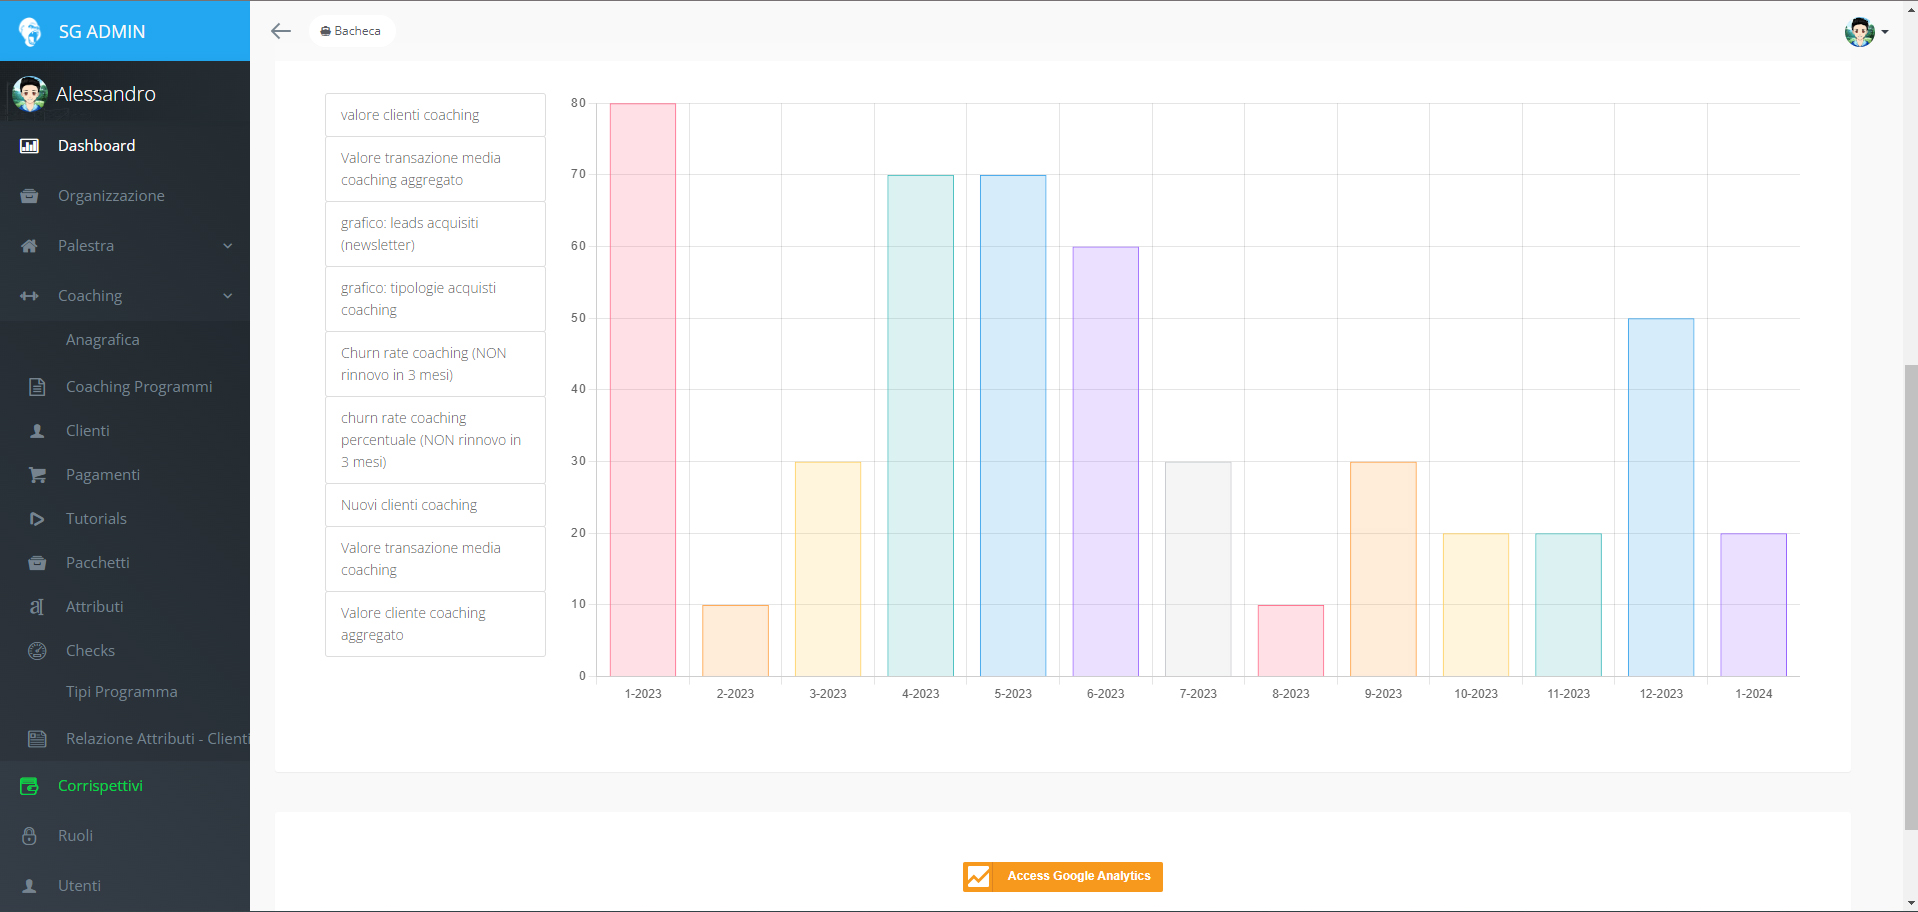 SG ADMIN
Bacheca
Alessandro
Dashboard
Organizzazione
Palestra
Coaching
Anagrafica
Coaching Programmi
Clienti
Pagamenti
Tutorials
Pacchetti
Attributi
Checks
Tipi Programma
Relazione Attributi - Clienti
Corrispettivi
Ruoli
Utenti
valore clienti coaching
Valore transazione media
coaching aggregato
grafico: leads acquisiti
(newsletter)
grafico: tipologie acquisti
coaching
Churn rate coaching (NON
rinnovo in 3 mesi)
churn rate coaching
percentuale (NON rinnovo in
3 mesi)
Nuovi clienti coaching
Valore transazione media
coaching
Valore cliente coaching
aggregato
80
70
60
50
40
30
20
10
0
1-2023 2-2023 3-2023 4-2023 5-2023 6-2023 7-2023 8-2023 9-2023 10-2023 11-2023 12-2023 1-2024
Access Google Analytics